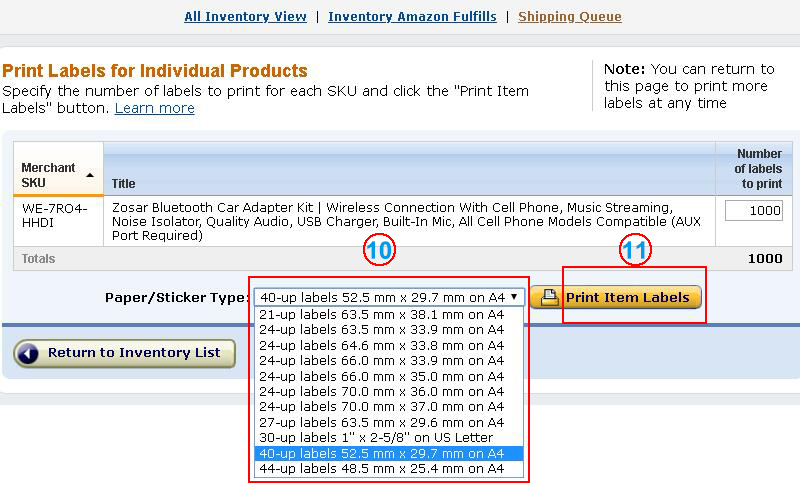 All Inventory View | Inventory Amazon Fulfills | Shipping Queue
Print Labels for Individual Products
Specify the number of labels to print for each SKU and click the "Print Item
Labels" button. Learn more
Note: You can return to
this page to print more
labels at any time
Merchant
SKU
Title
Number
of labels
to print
WE-7RO4-
HHDI
Zosar Bluetooth Car Adapter Kit | Wireless Connection With Cell Phone, Music Streaming,
Noise Isolator, Quality Audio, USB Charger, Built-In Mic, All Cell Phone Models Compatible (AUX
Port Required)
1000
Totals
1000
10
11
Paper/Sticker Type:
40-up labels 52.5 mm x 29.7 mm on A4
Print Item Labels
21-up labels 63.5 mm x 38.1 mm on A4
24-up labels 63.5 mm x 33.9 mm on A4
24-up labels 64.6 mm x 33.8 mm on A4
24-up labels 66.0 mm x 33.9 mm on A4
24-up labels 66.0 mm x 35.0 mm on A4
24-up labels 70.0 mm x 36.0 mm on A4
24-up labels 70.0 mm x 37.0 mm on A4
27-up labels 63.5 mm x 29.6 mm on A4
30-up labels 1" x 2-5/8" on US Letter
40-up labels 52.5 mm x 29.7 mm on A4
44-up labels 48.5 mm x 25.4 mm on A4
Return to Inventory List